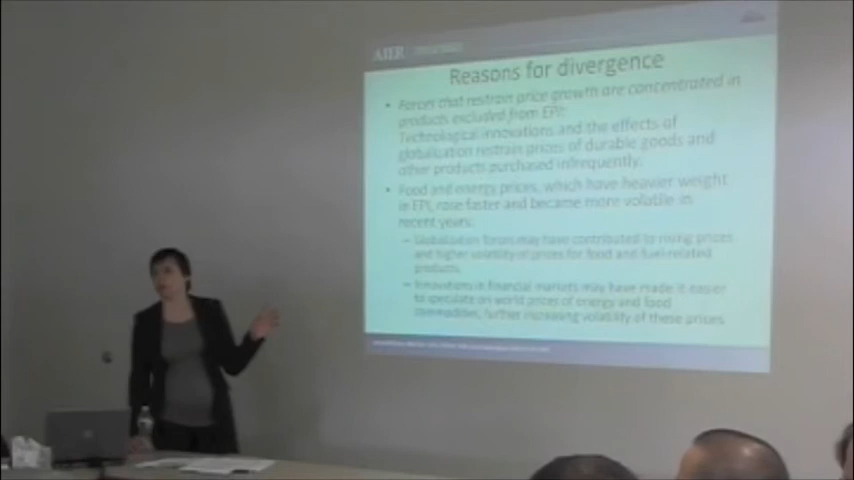 AIER
Reasons for divergence
• Forces that restrain price growth are concentrated in
products excluded from EPI:
Technological innovations and the effects of
globalization restrain prices of durable goods and
other products purchased infrequently.
• Food and energy prices, which have heavier weight
in EPI, rose faster and became more volatile in
recent years.
– Globalization forces may have contributed to rising prices
and higher volatility of prices for food and fuel-related
products.
– Innovations in financial markets may have made it easier
to speculate on world prices of energy and food
commodities, further increasing volatility of these prices